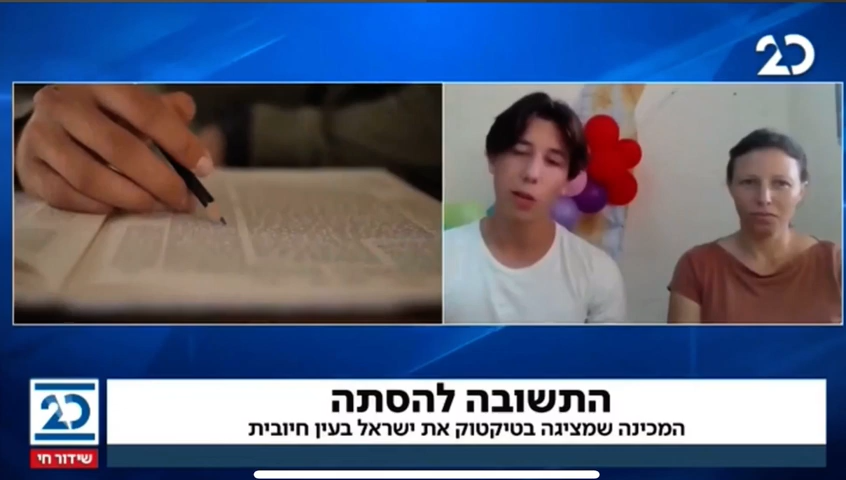 20
התשובה להסתה
המכינה שמציגה בטיקטוק את ישראל בעין חיובית
20
שידור חי